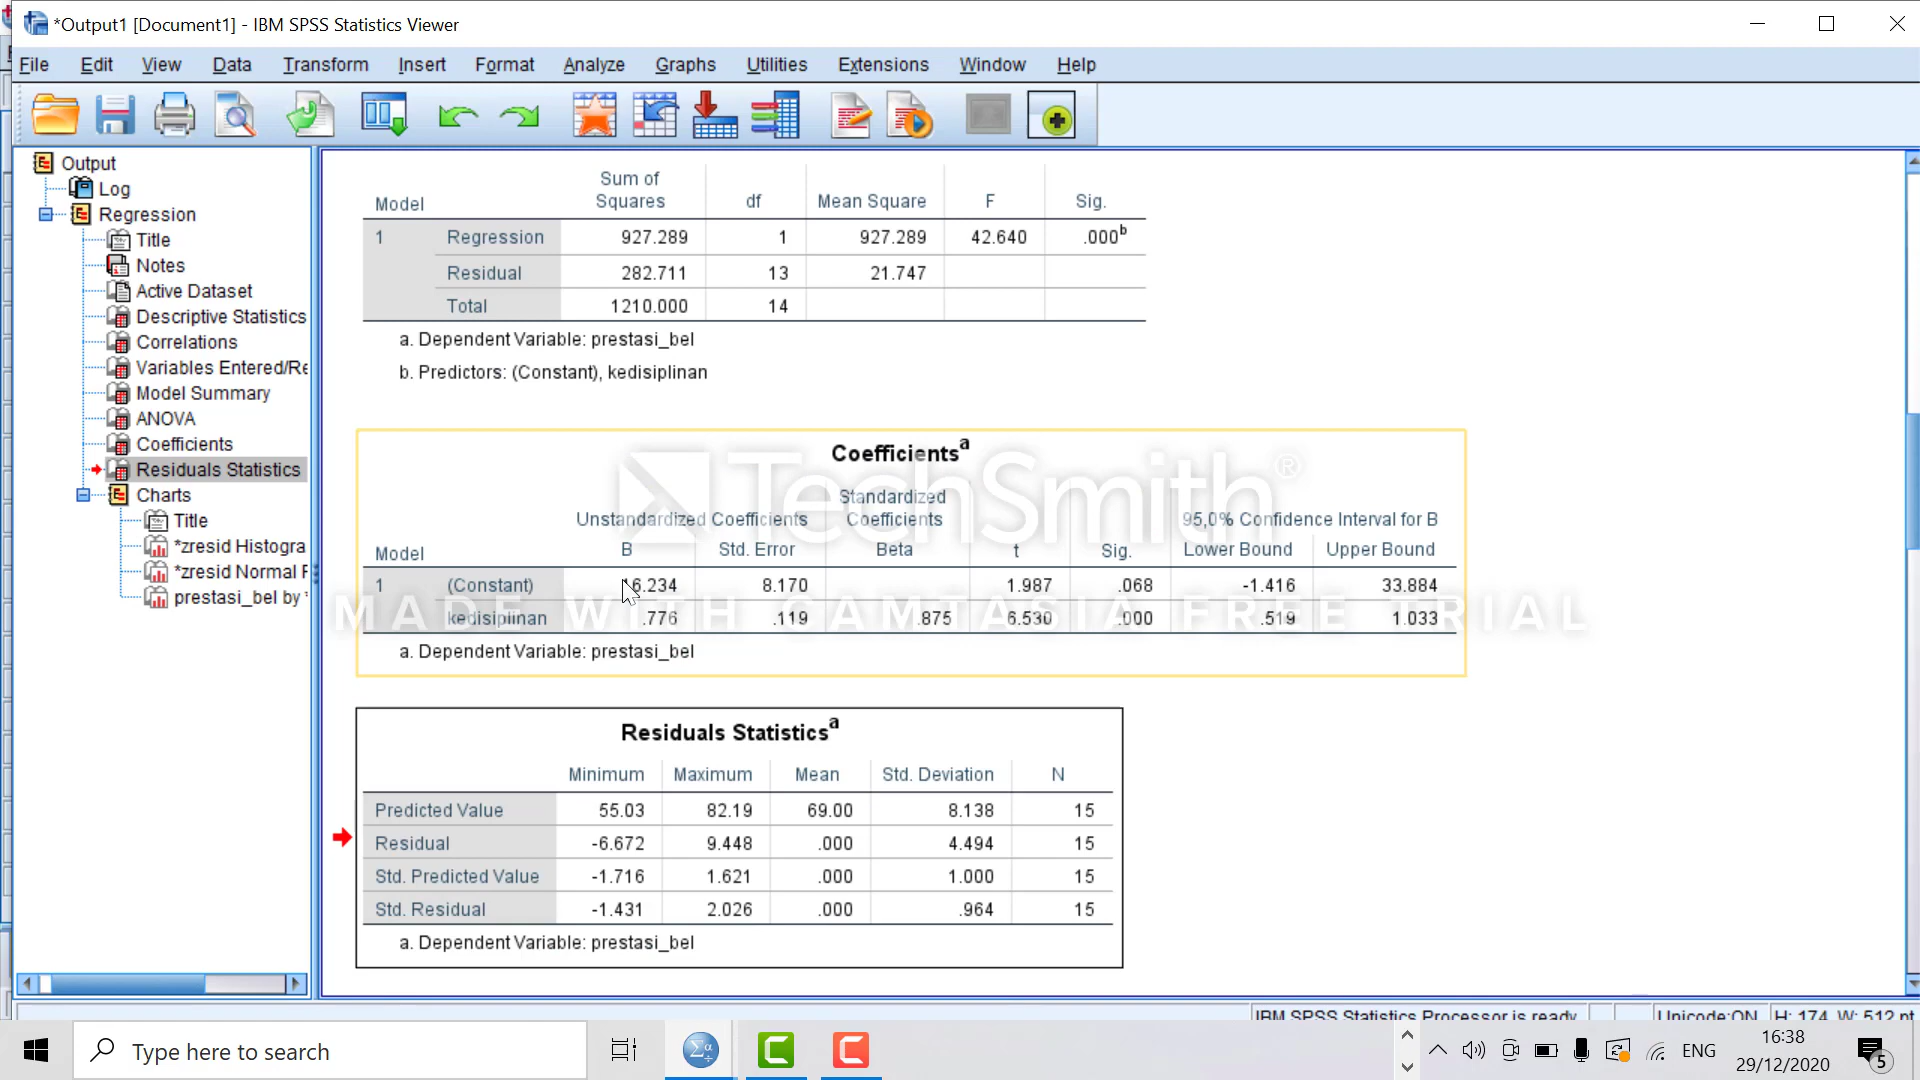 *Output1 [Document1] - IBM SPSS Statistics Viewer
File Edit View Data Transform Insert Format Analyze Graphs Utilities Extensions Window Help
Output
Log
Regression
Title
Notes
Active Dataset
Descriptive Statistics
Correlations
Variables Entered/Re
Model Summary
ANOVA
Coefficients
Residuals Statistics
Charts
Title
*zresid Histogra
*zresid Normal F
prestasi_bel by *
Model Sum of Squares df Mean Square F Sig.
1 Regression 927.289 1 927.289 42.640 .000b
Residual 282.711 13 21.747
Total 1210.000 14
a. Dependent Variable: prestasi_bel
b. Predictors: (Constant), kedisiplinan
Coefficientsa
Unstandardized Coefficients Standardized Coefficients 95,0% Confidence Interval for B
Model B Std. Error Beta t Sig. Lower Bound Upper Bound
1 (Constant) 16.234 8.170 1.987 .068 -1.416 33.884
kedisiplinan .776 .119 .875 6.530 .000 .519 1.033
a. Dependent Variable: prestasi_bel
TechSmith®
MADE WITH CAMTASIA FREE TRIAL
Residuals Statisticsa
Minimum Maximum Mean Std. Deviation N
Predicted Value 55.03 82.19 69.00 8.138 15
Residual -6.672 9.448 .000 4.494 15
Std. Predicted Value -1.716 1.621 .000 1.000 15
Std. Residual -1.431 2.026 .000 .964 15
a. Dependent Variable: prestasi_bel
IBM SPSS Statistics Processor is ready Unicode:ON H: 174, W: 512 pt
Type here to search
ENG
16:38
29/12/2020
5